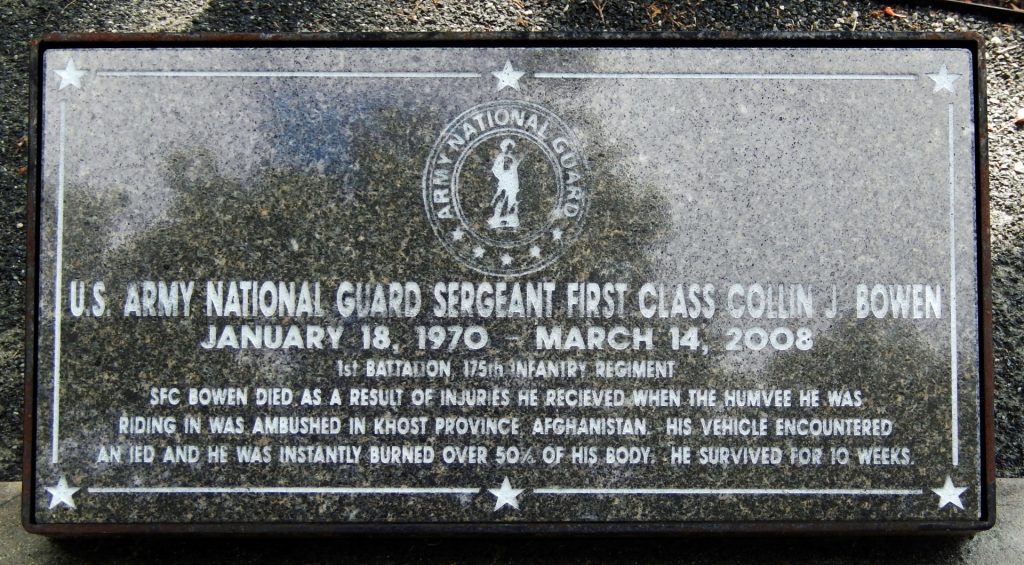 ARMY NATIONAL GUARD
U.S. ARMY NATIONAL GUARD SERGEANT FIRST CLASS COLLIN J. BOWEN
JANUARY 18, 1970 - MARCH 14, 2008
1st BATTALION, 175th INFANTRY REGIMENT
SFC BOWEN DIED AS A RESULT OF INJURIES HE RECIEVED WHEN THE HUMVEE HE WAS
RIDING IN WAS AMBUSHED IN KHOST PROVINCE, AFGHANISTAN. HIS VEHICLE ENCOUNTERED
AN IED AND HE WAS INSTANTLY BURNED OVER 50% OF HIS BODY. HE SURVIVED FOR 10 WEEKS.